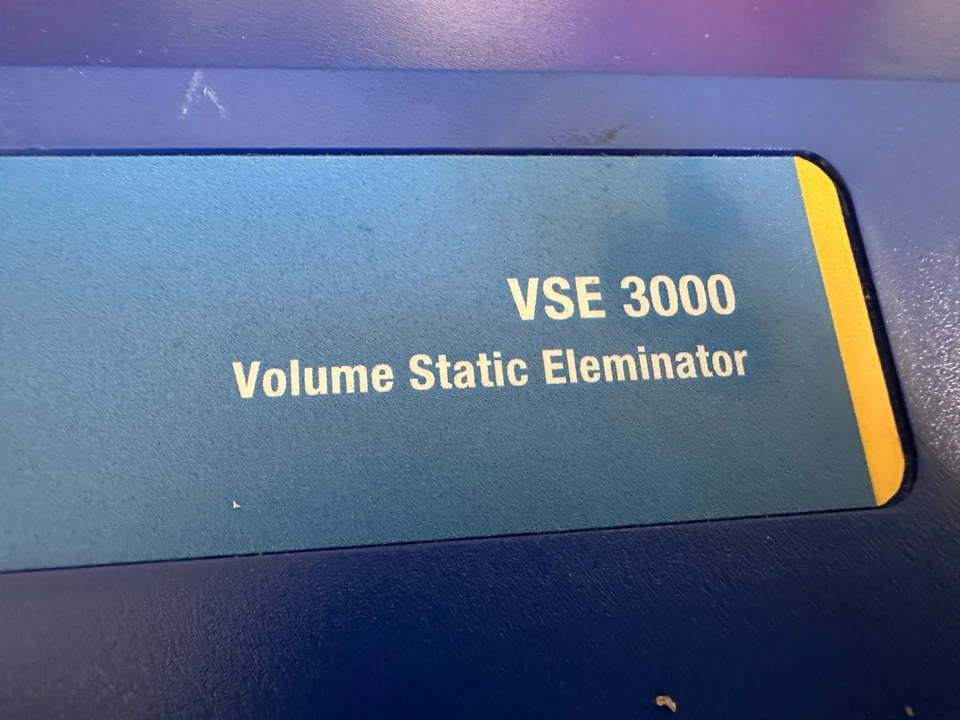 VSE 3000
Volume Static Eleminator